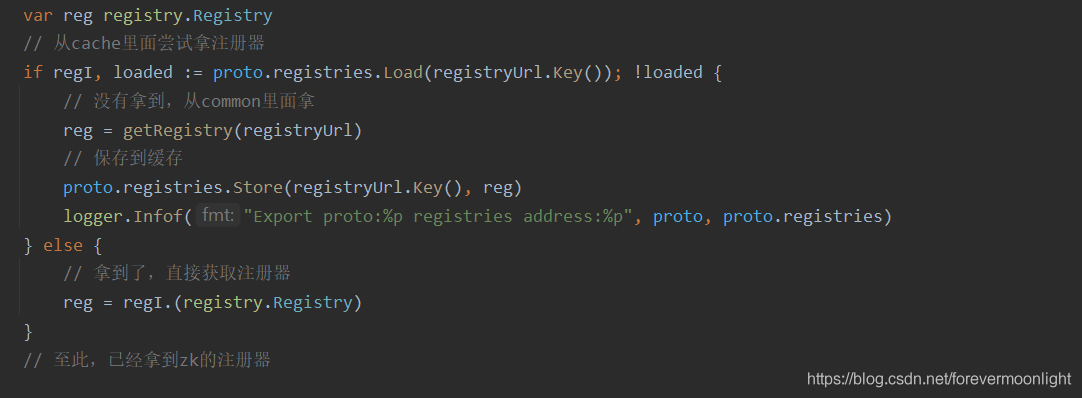 var reg registry.Registry
// 从cache里面尝试拿注册器
if regI, loaded := proto.registries.Load(registryUrl.Key()); !loaded {
    // 没有拿到，从common里面拿
    reg = getRegistry(registryUrl)
    // 保存到缓存
    proto.registries.Store(registryUrl.Key(), reg)
    logger.Infof( fmt: "Export proto:%p registries address:%p", proto, proto.registries)
} else {
    // 拿到了，直接获取注册器
    reg = regI.(registry.Registry)
}
// 至此，已经拿到zk的注册器
https://blog.csdn.net/forevermoonlight